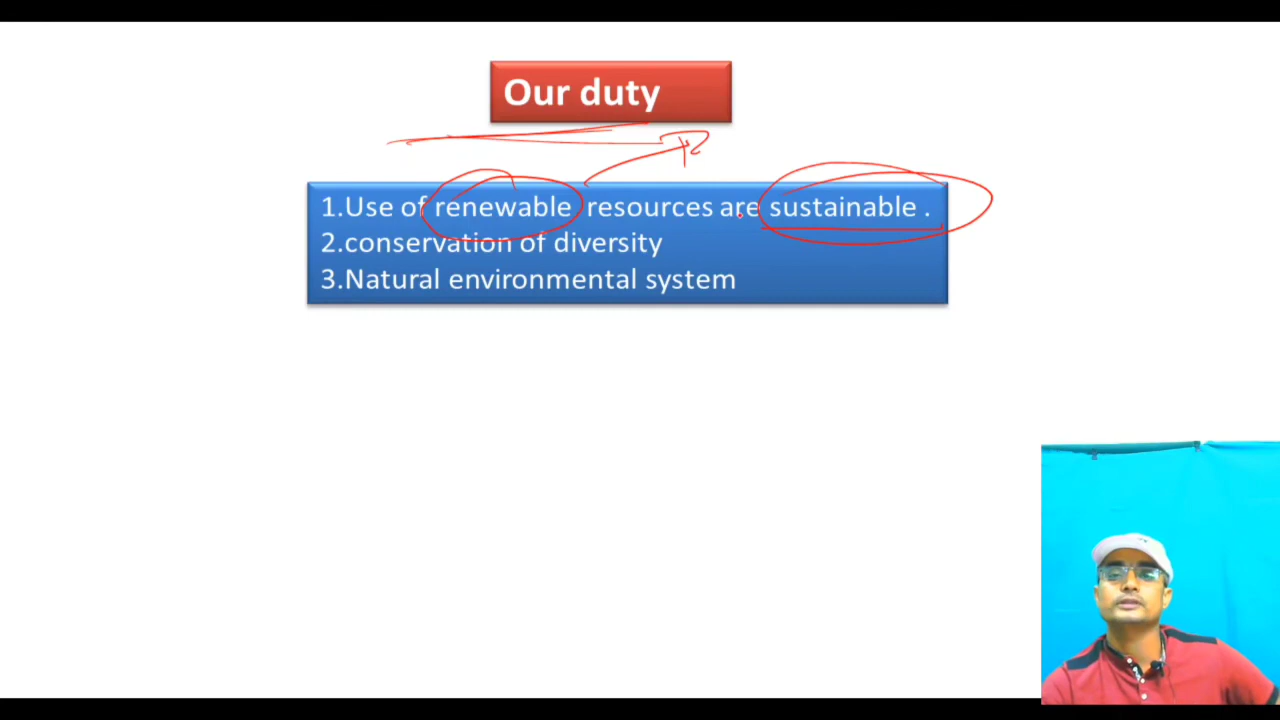 Our duty
1.Use of renewable resources are sustainable .
2.conservation of diversity
3.Natural environmental system